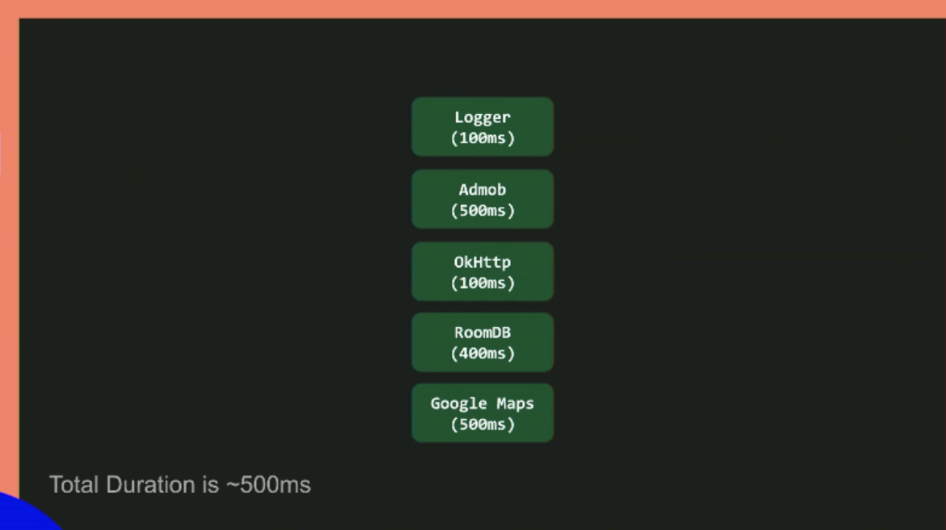 Logger
(100ms)
Admob
(500ms)
OkHttp
(100ms)
RoomDB
(400ms)
Google Maps
(500ms)
Total Duration is ~500ms